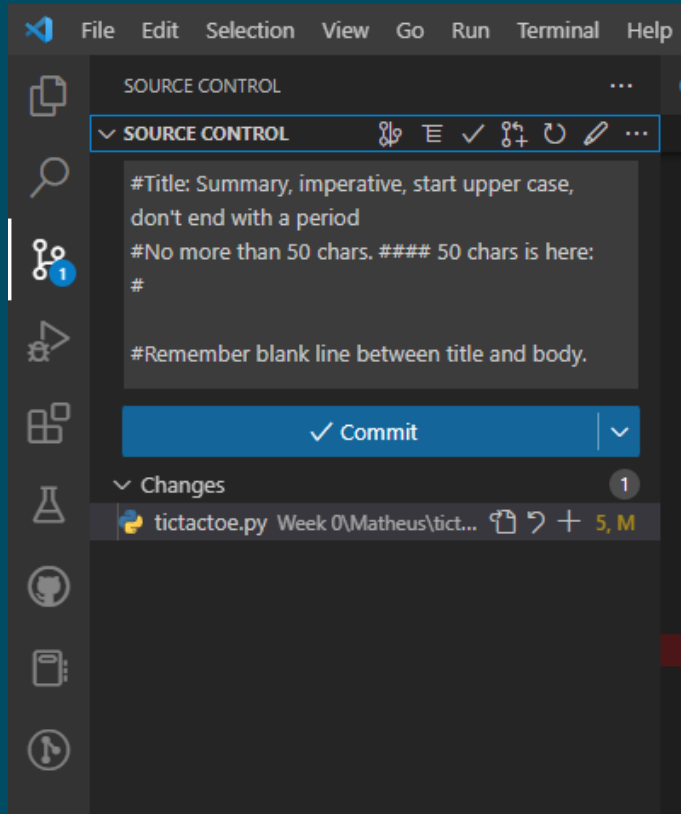 File Edit Selection View Go Run Terminal Help
SOURCE CONTROL ...
SOURCE CONTROL ...
#Title: Summary, imperative, start upper case,
don't end with a period
#No more than 50 chars. #### 50 chars is here:
#
#Remember blank line between title and body.
1
Commit
Changes 1
tictactoe.py Week 0\Matheus\tict... 5, M